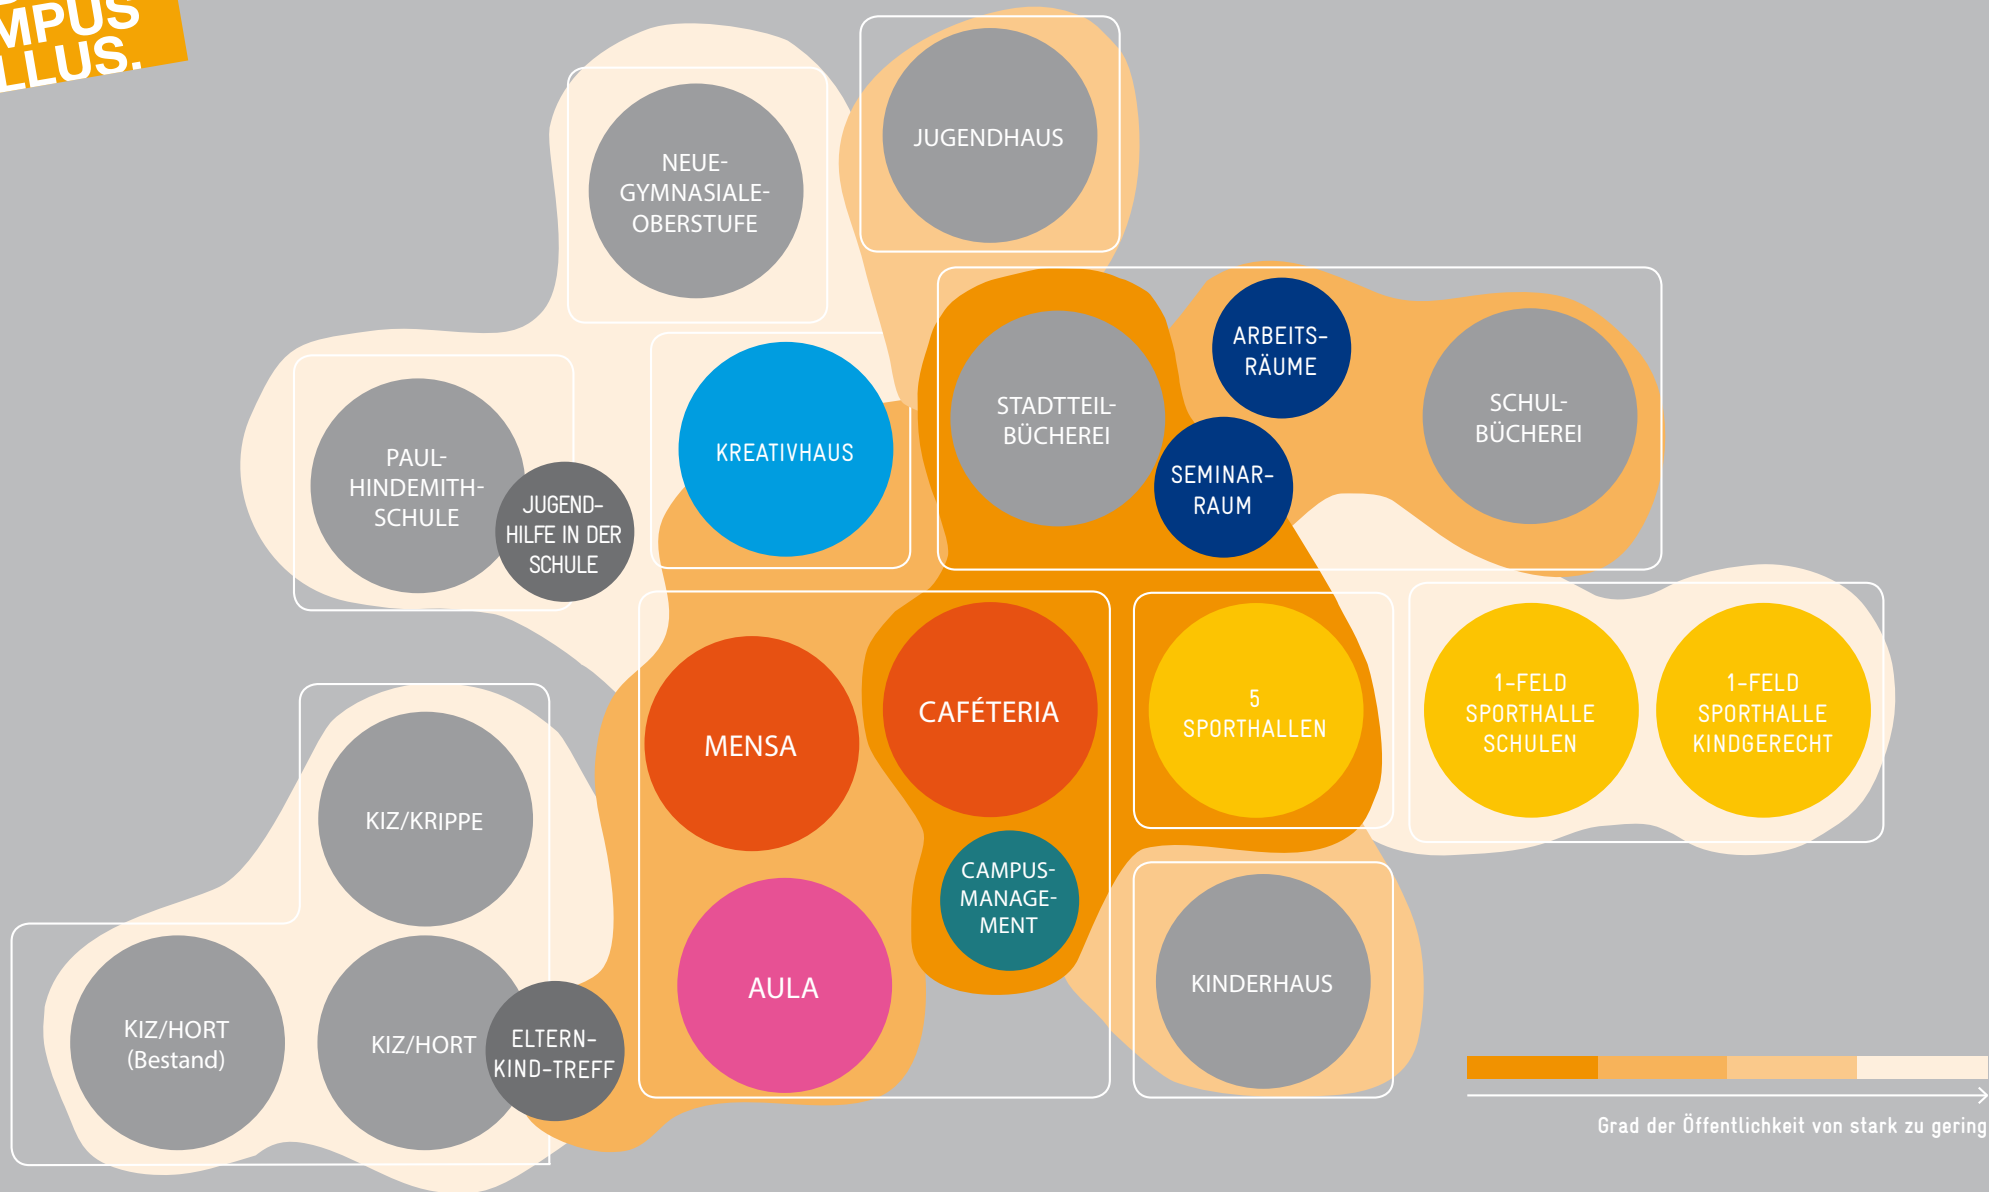 MPUS
LLUS.
JUGENDHAUS
NEUE-
GYMNASIALE-
OBERSTUFE
ARBEITS-
RÄUME
STADTTEIL-
BÜCHEREI
SCHUL-
BÜCHEREI
KREATIVHAUS
PAUL-
HINDEMITH-
SCHULE
JUGEND-
HILFE IN DER
SCHULE
SEMINAR-
RAUM
MENSA
CAFÉTERIA
5
SPORTHALLEN
1-FELD
SPORTHALLE
SCHULEN
1-FELD
SPORTHALLE
KINDGERECHT
KIZ/KRIPPE
CAMPUS-
MANAGE-
MENT
AULA
KINDERHAUS
KIZ/HORT
(Bestand)
KIZ/HORT
ELTERN-
KIND-TREFF
Grad der Öffentlichkeit von stark zu gering